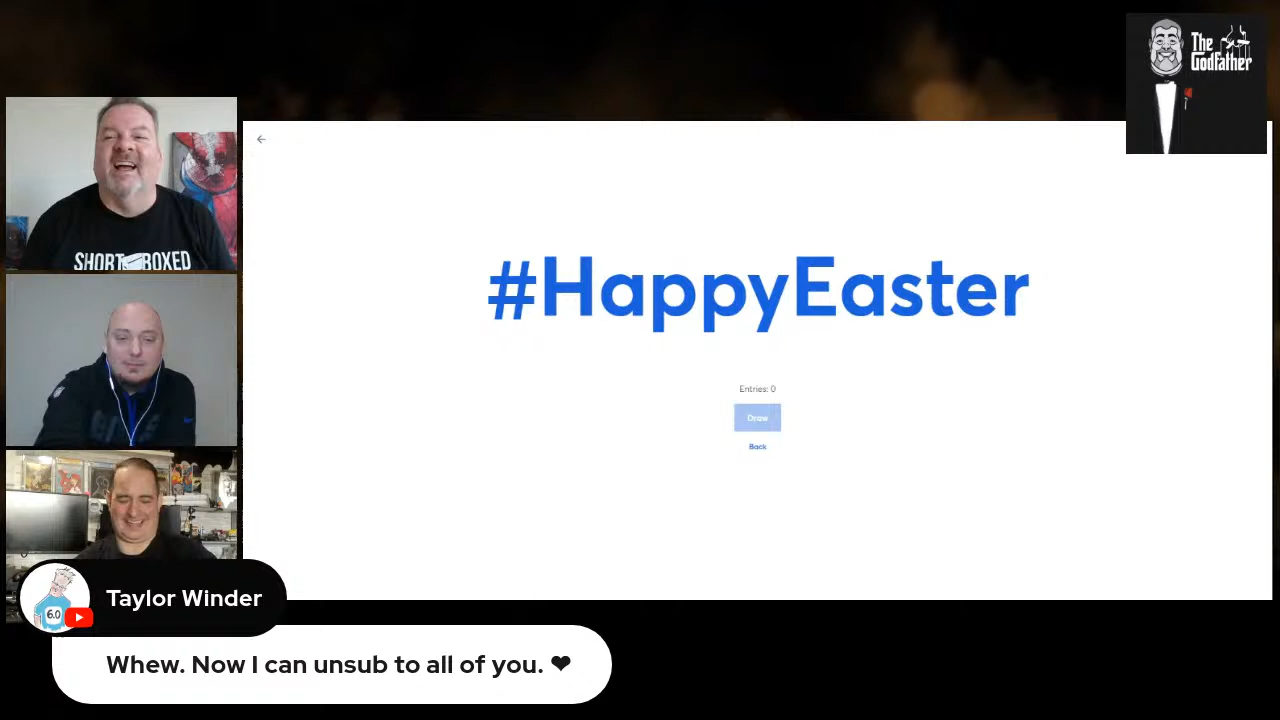 The
Godfather
←
SHORT BOXED
#HappyEaster
Entries: 0
Draw
Back
6.0
Taylor Winder
Whew. Now I can unsub to all of you. ❤